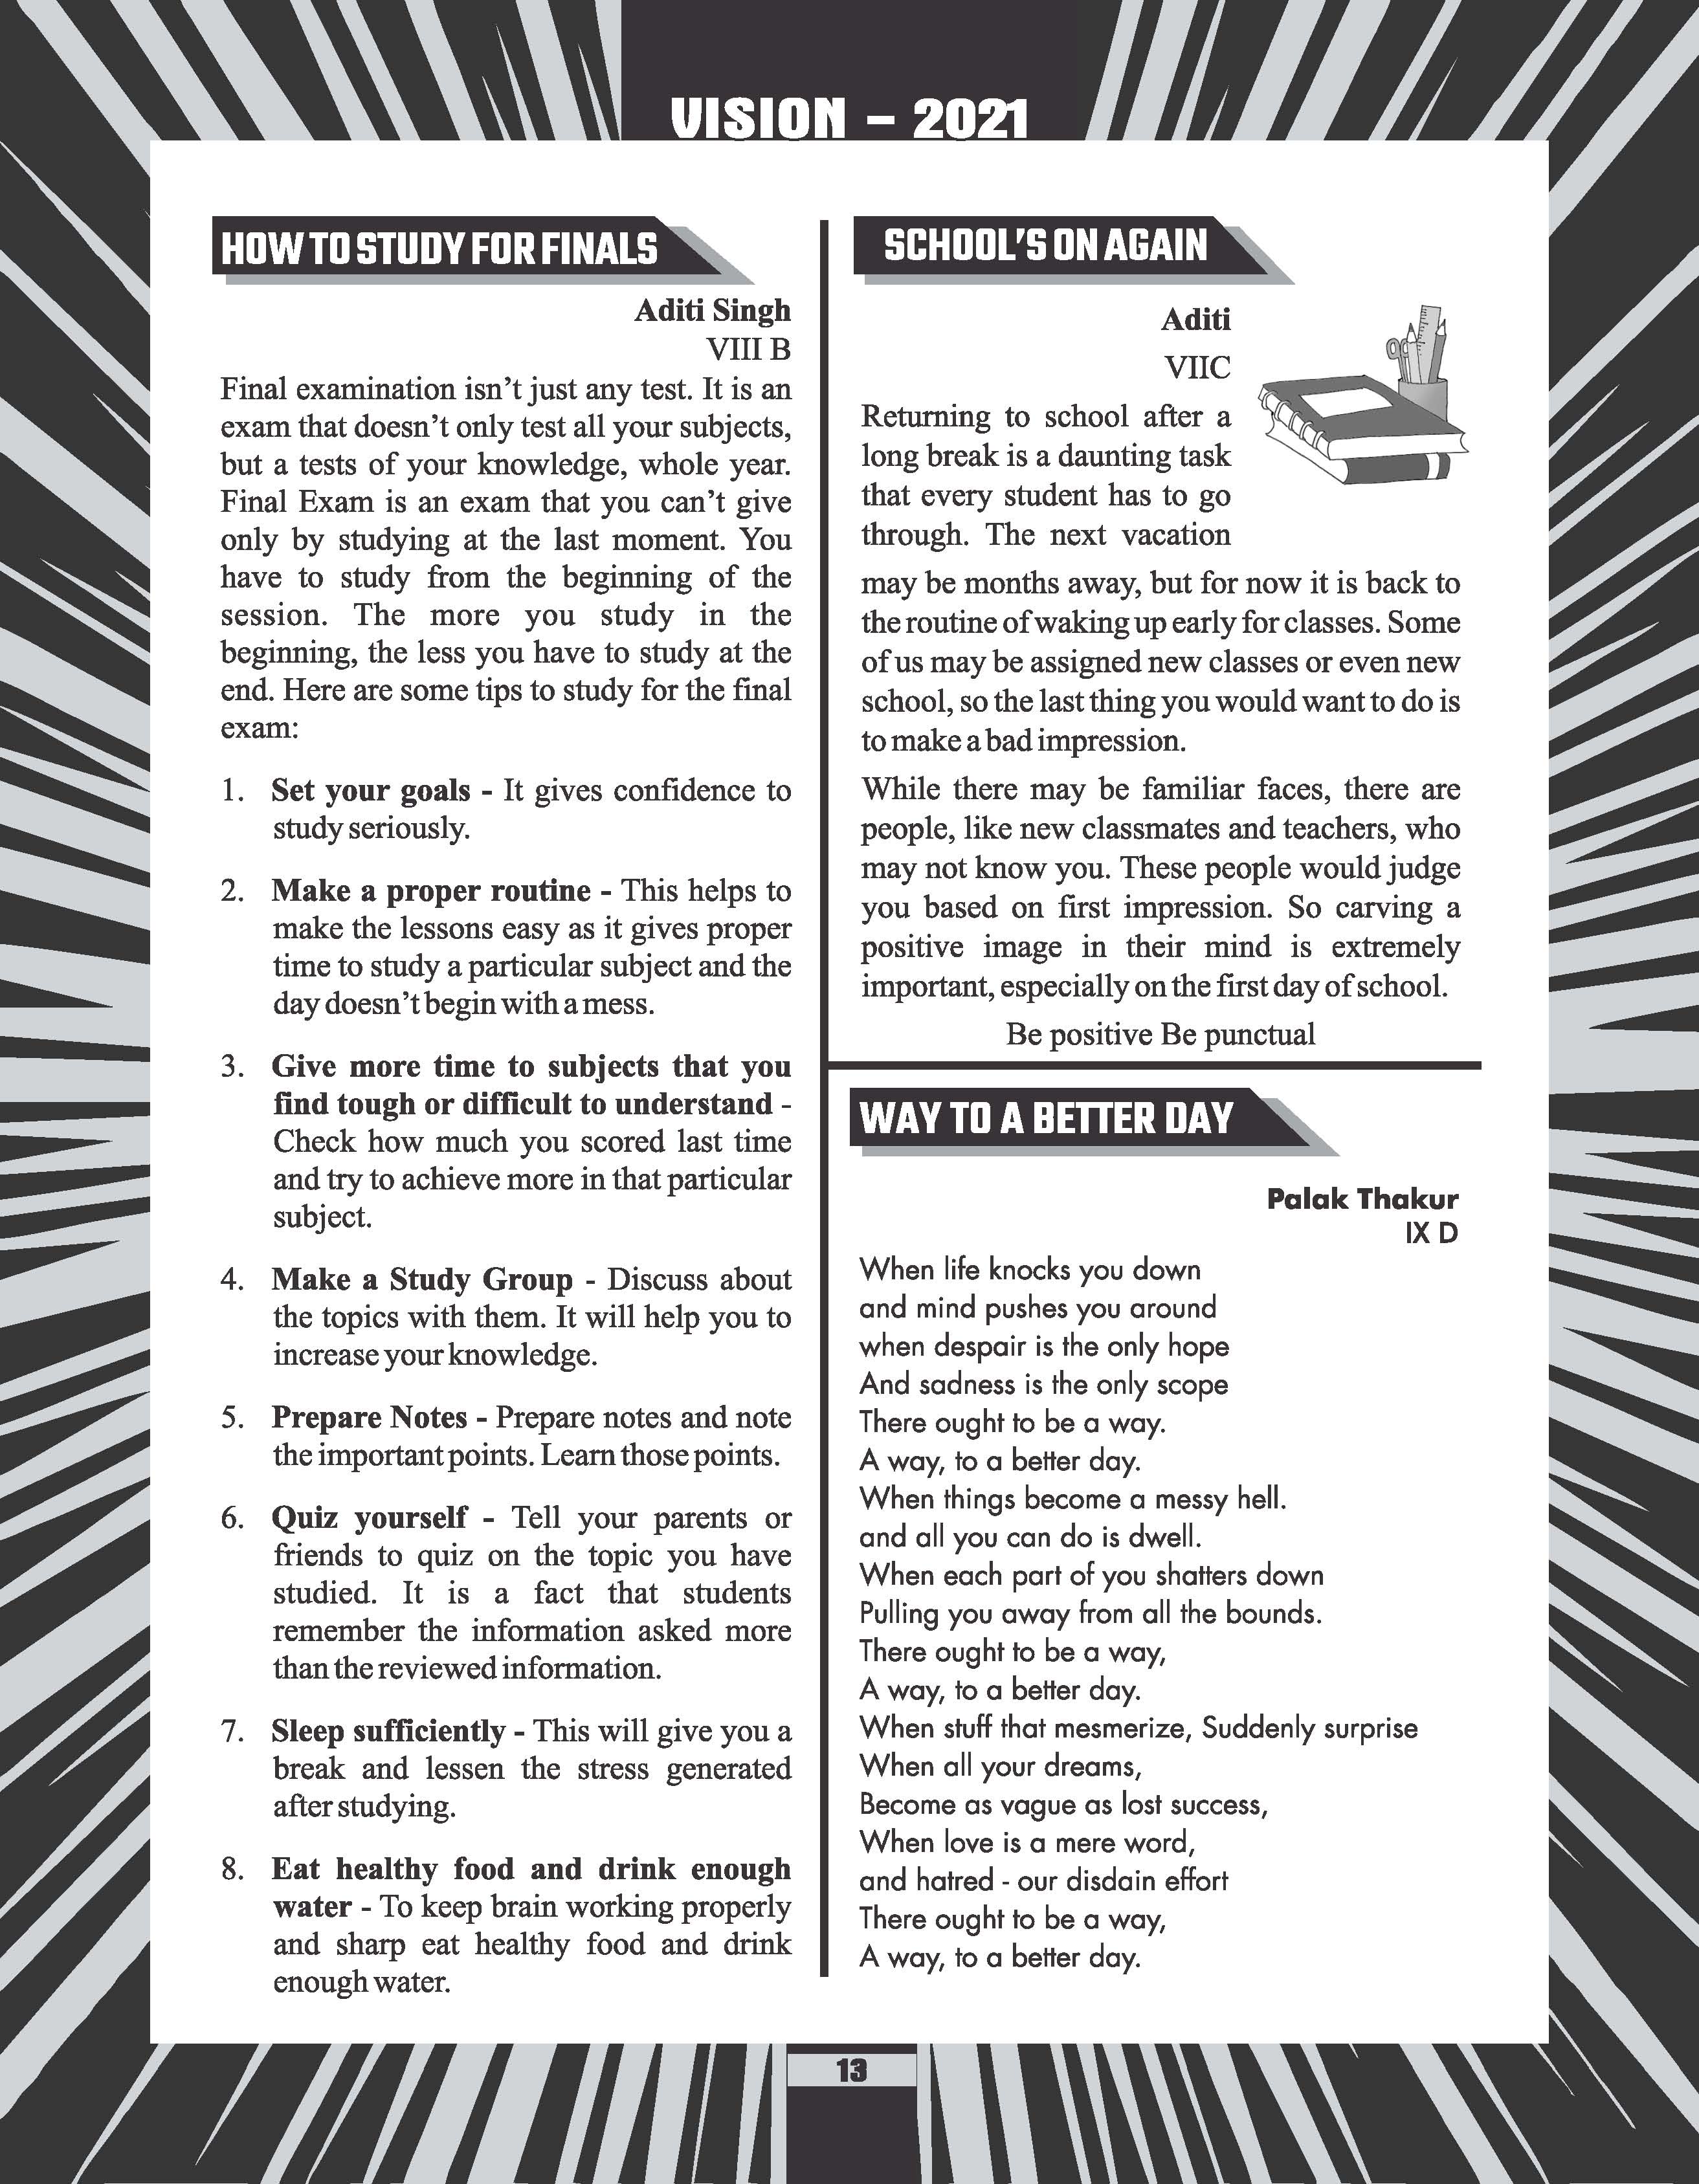 VISION – 2021
HOW TO STUDY FOR FINALS
Aditi Singh
VIII B
Final examination isn't just any test. It is an
exam that doesn't only test all your subjects,
but a tests of your knowledge, whole year.
Final Exam is an exam that you can't give
only by studying at the last moment. You
have to study from the beginning of the
session. The more you study in the
beginning, the less you have to study at the
end. Here are some tips to study for the final
exam:
1. Set your goals - It gives confidence to
study seriously.
2. Make a proper routine - This helps to
make the lessons easy as it gives proper
time to study a particular subject and the
day doesn't begin with a mess.
3. Give more time to subjects that you
find tough or difficult to understand -
Check how much you scored last time
and try to achieve more in that particular
subject.
4. Make a Study Group - Discuss about
the topics with them. It will help you to
increase your knowledge.
5. Prepare Notes - Prepare notes and note
the important points. Learn those points.
6. Quiz yourself - Tell your parents or
friends to quiz on the topic you have
studied. It is a fact that students
remember the information asked more
than the reviewed information.
7. Sleep sufficiently - This will give you a
break and lessen the stress generated
after studying.
8. Eat healthy food and drink enough
water - To keep brain working properly
and sharp eat healthy food and drink
enough water.
SCHOOL'S ON AGAIN
Aditi
VIIC
Returning to school after a
long break is a daunting task
that every student has to go
through. The next vacation
may be months away, but for now it is back to
the routine of waking up early for classes. Some
of us may be assigned new classes or even new
school, so the last thing you would want to do is
to make a bad impression.
While there may be familiar faces, there are
people, like new classmates and teachers, who
may not know you. These people would judge
you based on first impression. So carving a
positive image in their mind is extremely
important, especially on the first day of school.
Be positive Be punctual
WAY TO A BETTER DAY
Palak Thakur
IX D
When life knocks you down
and mind pushes you around
when despair is the only hope
And sadness is the only scope
There ought to be a way.
A way, to a better day.
When things become a messy hell.
and all you can do is dwell.
When each part of you shatters down
Pulling you away from all the bounds.
There ought to be a way,
A way, to a better day.
When stuff that mesmerize, Suddenly surprise
When all your dreams,
Become as vague as lost success,
When love is a mere word,
and hatred - our disdain effort
There ought to be a way,
A way, to a better day.
13